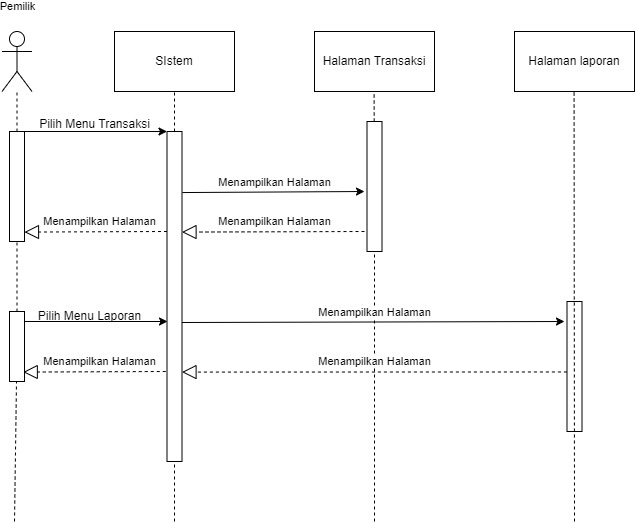 Pemilik
SIstem
Halaman Transaksi
Halaman laporan
Pilih Menu Transaksi
Menampilkan Halaman
Menampilkan Halaman
Menampilkan Halaman
Pilih Menu Laporan
Menampilkan Halaman
Menampilkan Halaman
Menampilkan Halaman